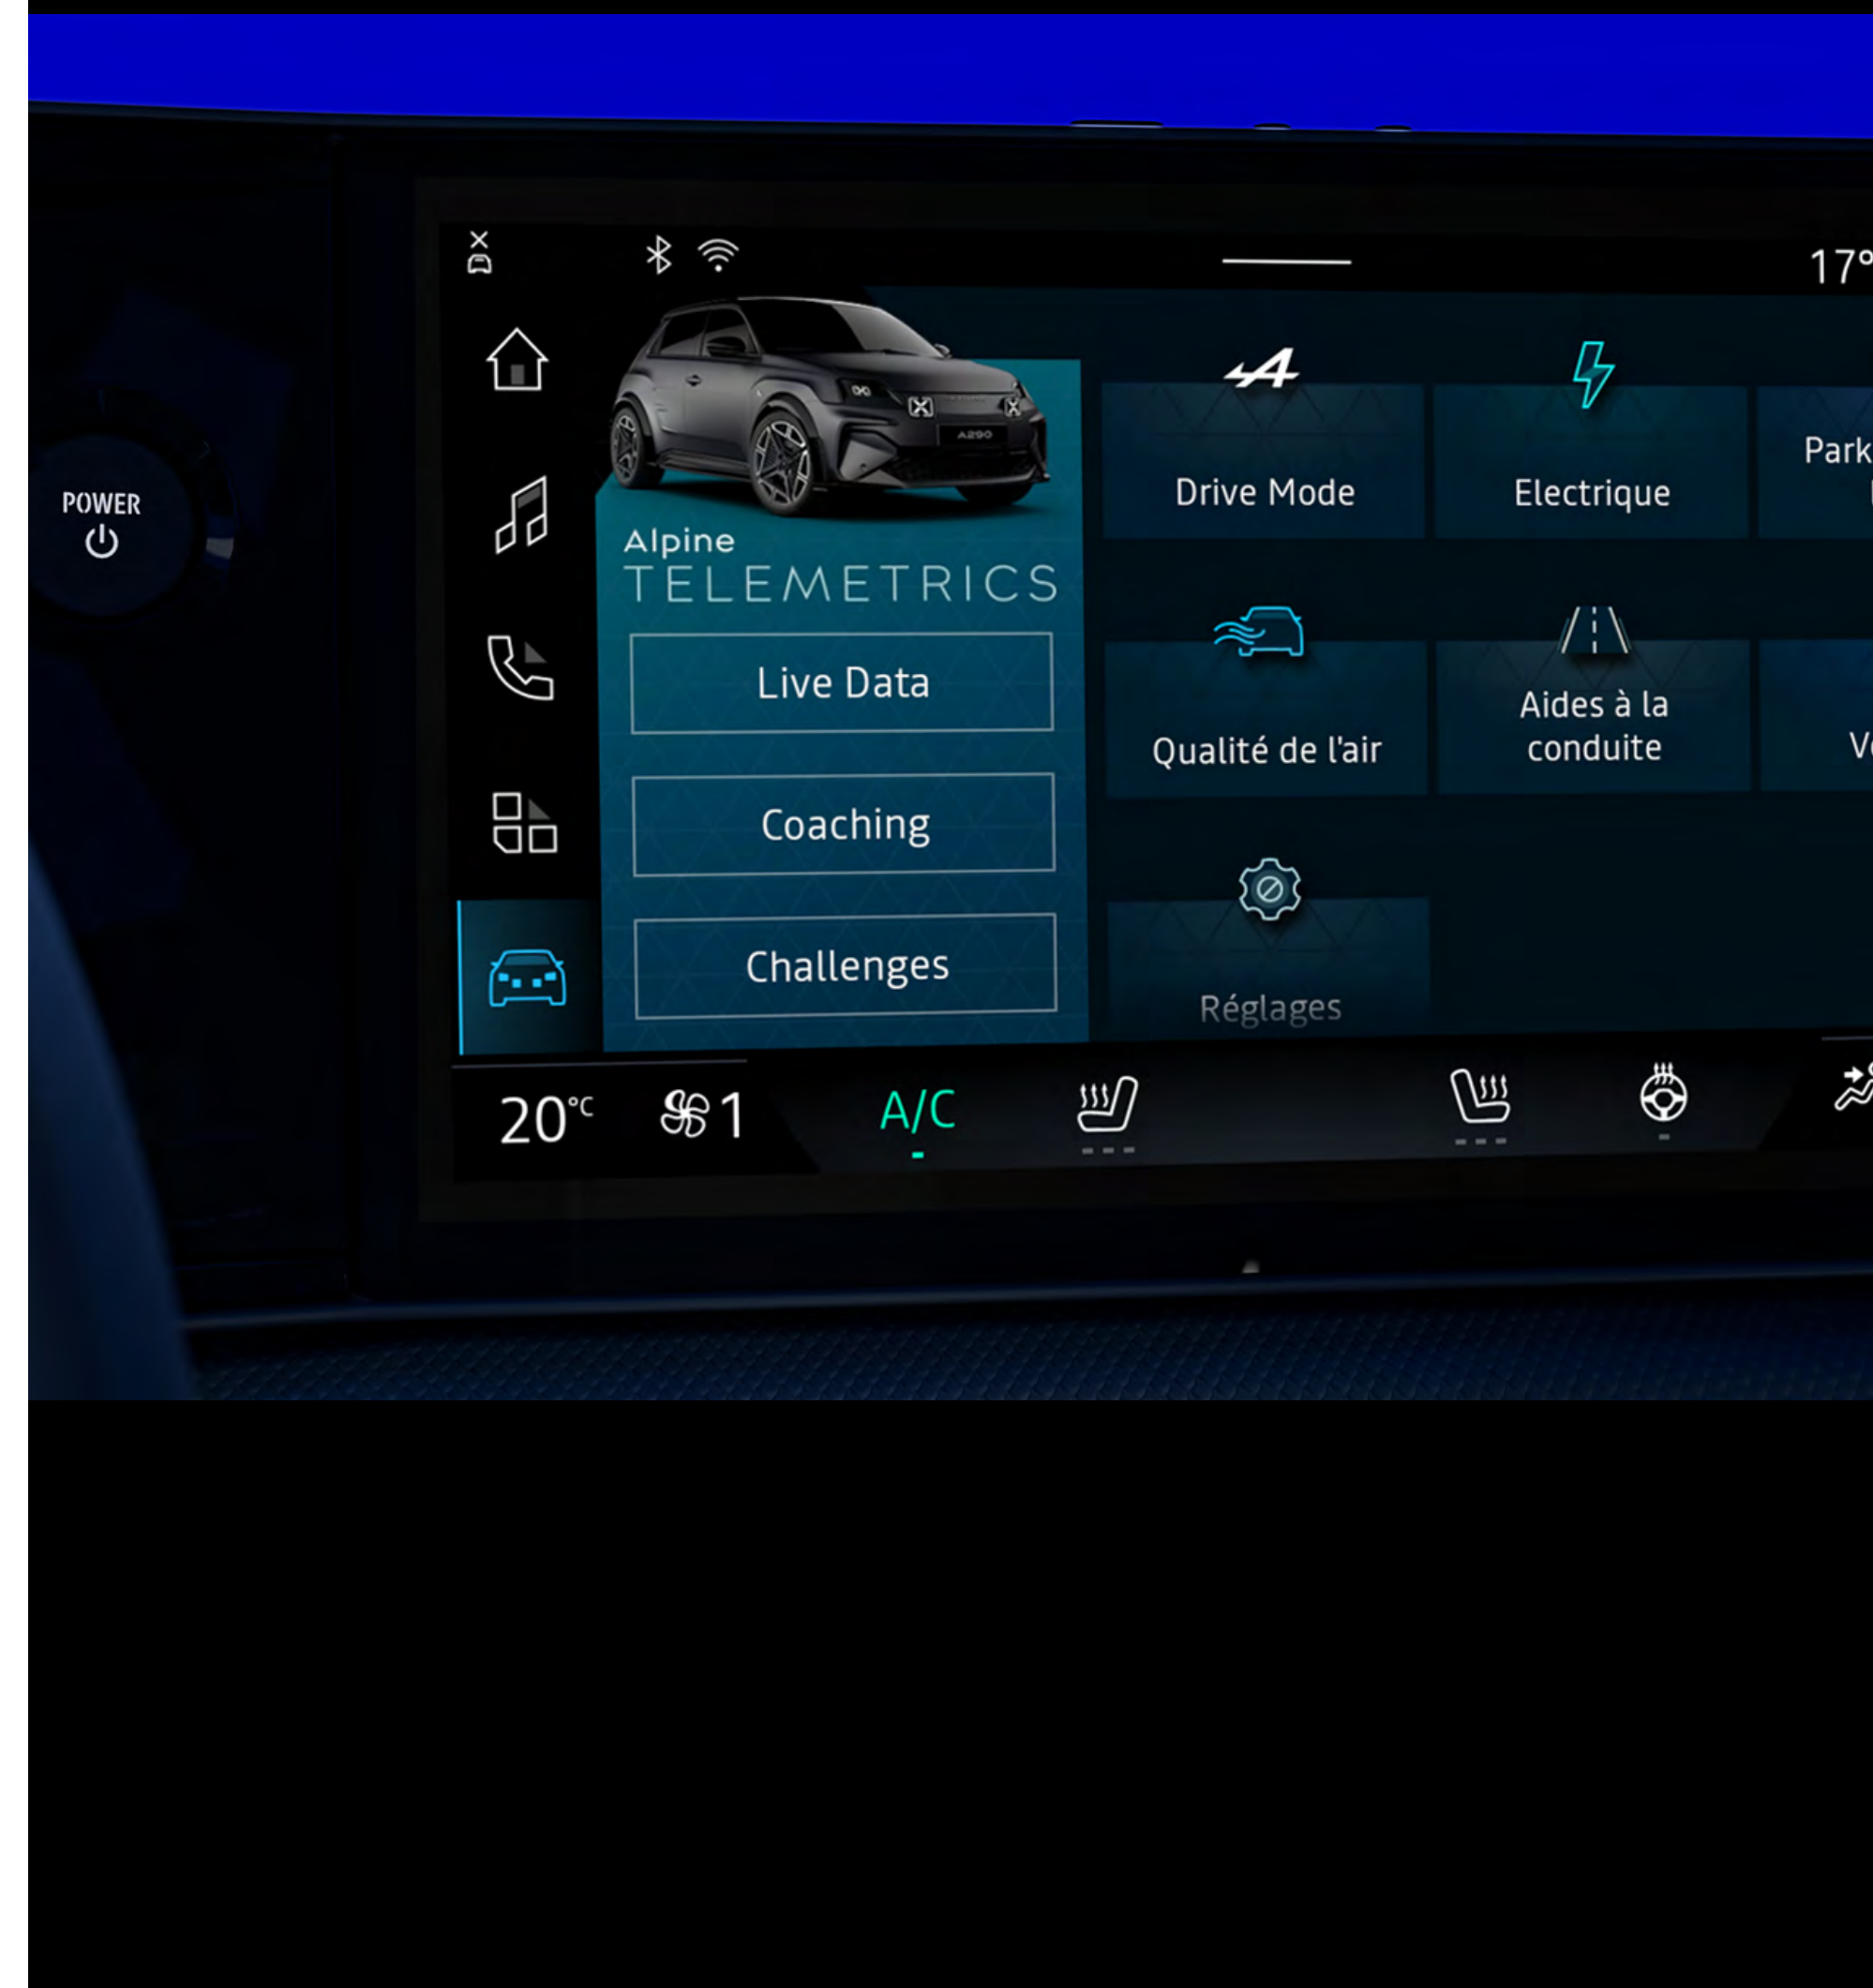 17°
POWER
A290
Alpine
TELEMETRICS
Live Data
Coaching
Challenges
Drive Mode
Electrique
Park
Qualité de l'air
Aides à la
conduite
Réglages
20°C
1
A/C